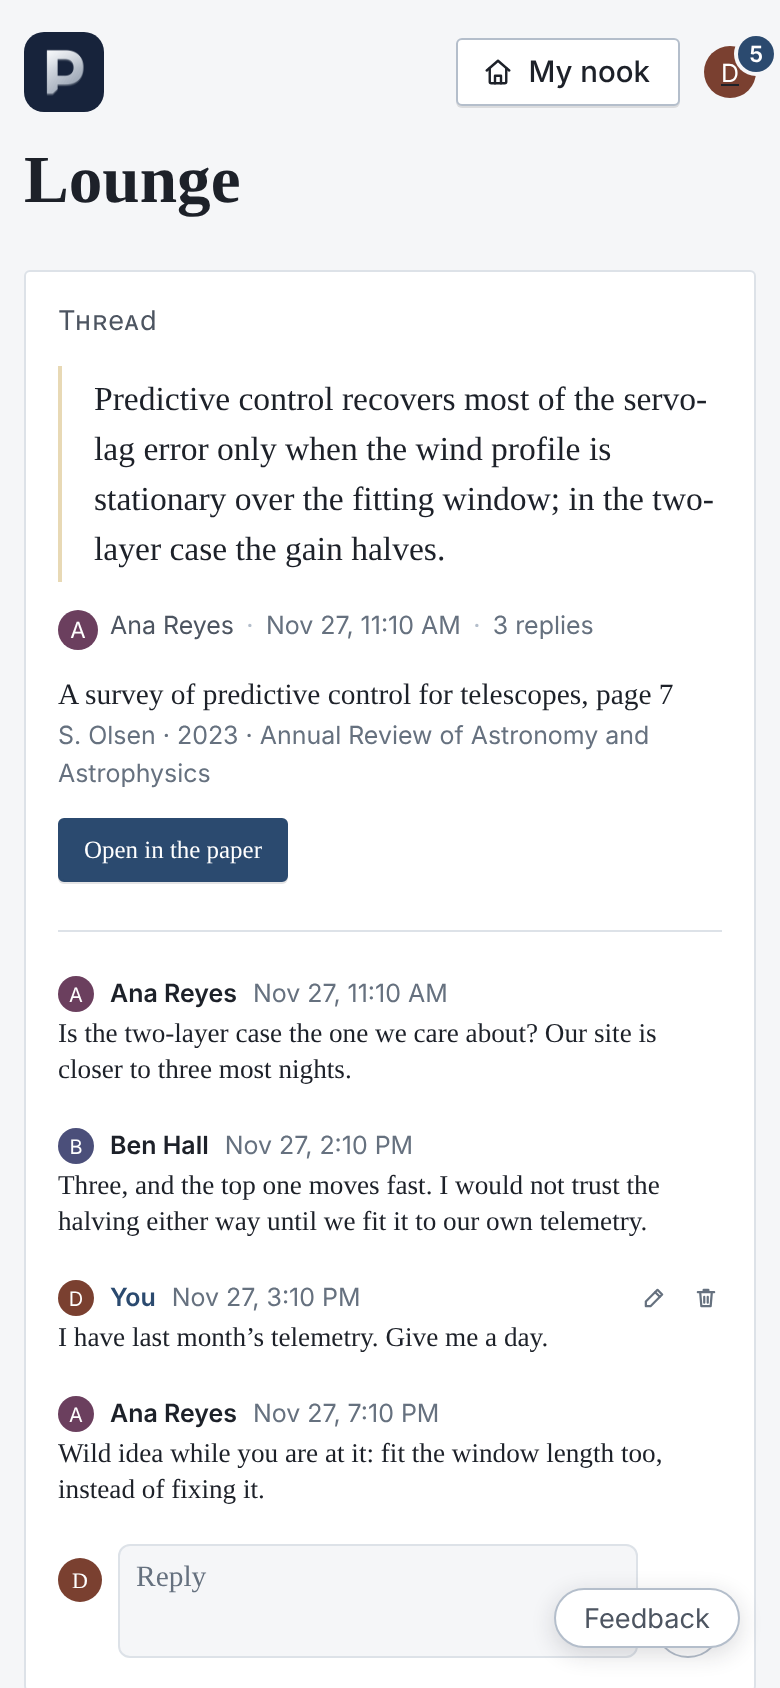 P
My nook
D
5
Lounge
Thread
Predictive control recovers most of the servo-
lag error only when the wind profile is
stationary over the fitting window; in the two-
layer case the gain halves.
A Ana Reyes · Nov 27, 11:10 AM · 3 replies
A survey of predictive control for telescopes, page 7
S. Olsen · 2023 · Annual Review of Astronomy and
Astrophysics
Open in the paper
A Ana Reyes Nov 27, 11:10 AM
Is the two-layer case the one we care about? Our site is
closer to three most nights.
B Ben Hall Nov 27, 2:10 PM
Three, and the top one moves fast. I would not trust the
halving either way until we fit it to our own telemetry.
D You Nov 27, 3:10 PM
I have last month’s telemetry. Give me a day.
A Ana Reyes Nov 27, 7:10 PM
Wild idea while you are at it: fit the window length too,
instead of fixing it.
D Reply
Feedback